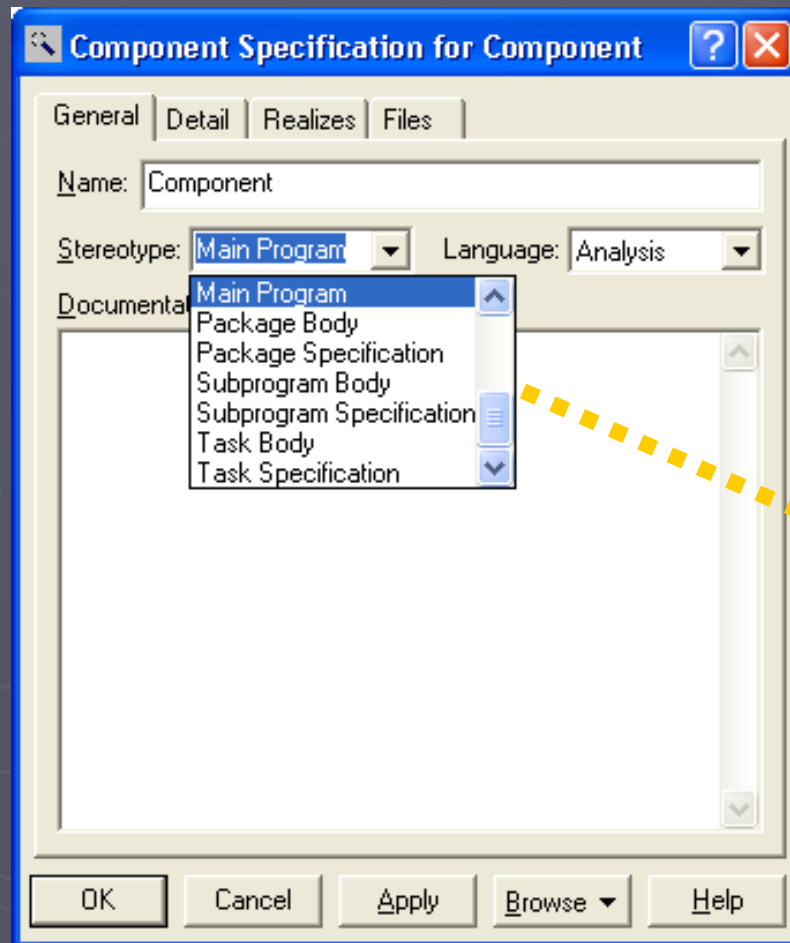 Component Specification for Component
General Detail Realizes Files
Name: Component
Stereotype: Main Program Language: Analysis
Documenta
Main Program
Package Body
Package Specification
Subprogram Body
Subprogram Specification
Task Body
Task Specification
OK Cancel Apply Browse Help